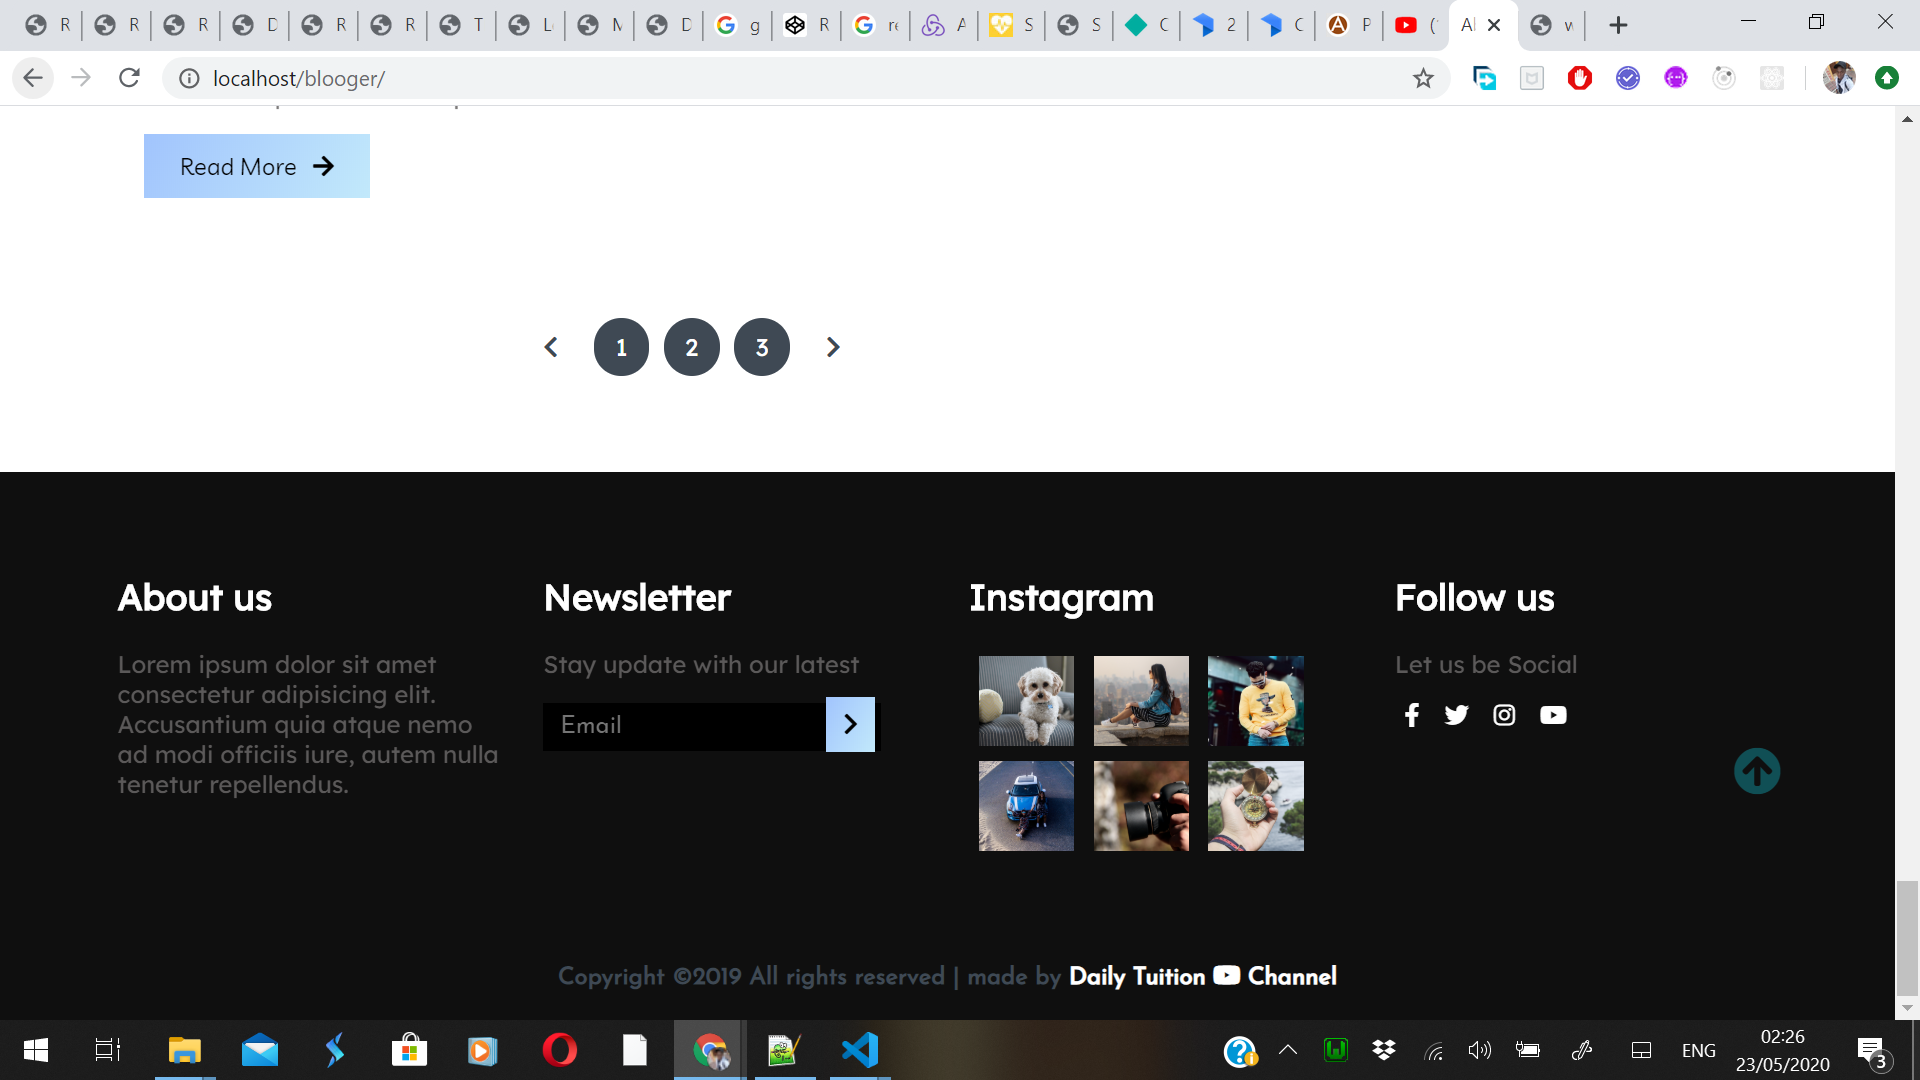 R
R
R
D
R
R
T
L
M
D
g
R
re
A
S
S
C
2
C
P
(
Al
w
localhost/blooger/
Read More
1 2 3
About us
Lorem ipsum dolor sit amet
consectetur adipisicing elit.
Accusantium quia atque nemo
ad modi officiis iure, autem nulla
tenetur repellendus.
Newsletter
Stay update with our latest
Email
Instagram
Follow us
Let us be Social
Copyright ©2019 All rights reserved | made by Daily Tuition Channel
ENG
02:26
23/05/2020
3